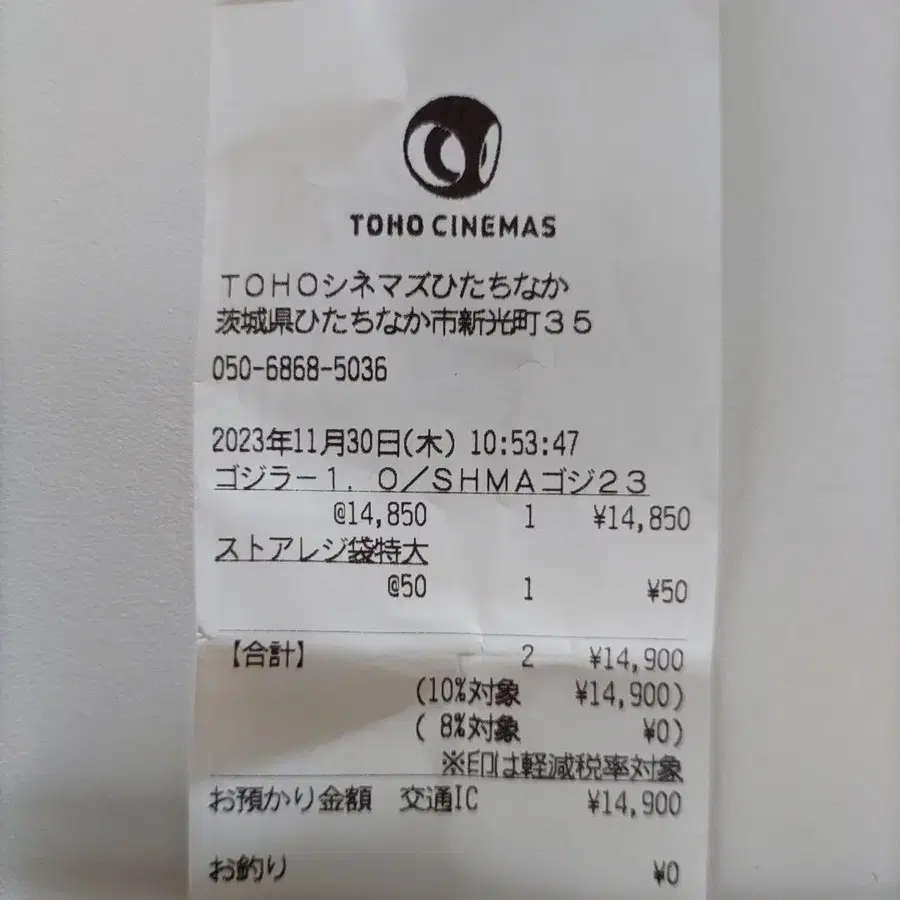 TOHO CINEMAS
TOHOシネマズひたちなか
茨城県ひたちなか市新光町35
050-6868-5036
2023年11月30日(木) 10:53:47
ゴジラー1.0/SHMAゴジ23
@14,850 1 ¥14,850
ストアレジ袋特大
@50 1 ¥50
【合計】 2 ¥14,900
(10%対象 ¥14,900)
( 8%対象 ¥0)
※印は軽減税率対象
お預かり金額 交通IC ¥14,900
お釣り ¥0